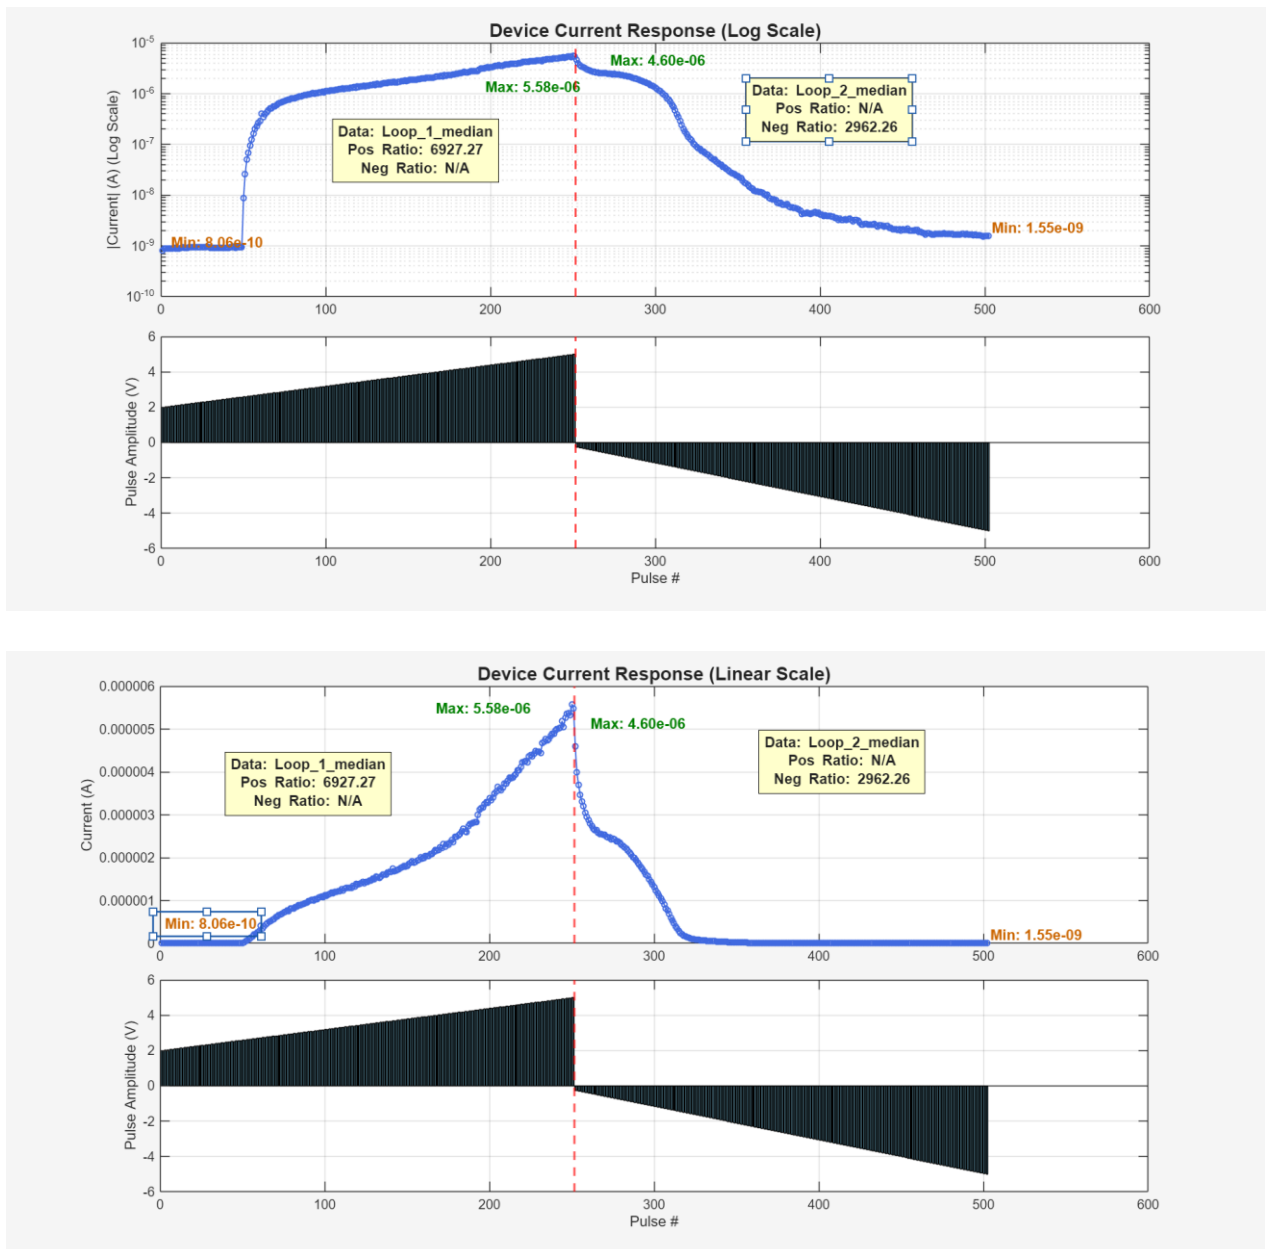 Device Current Response (Log Scale)
10-5
10-6
10-7
10-8
10-9
10-10
|Current| (A) (Log Scale)
Max: 4.60e-06
Max: 5.58e-06
Data: Loop_1_median
Pos Ratio: 6927.27
Neg Ratio: N/A
Data: Loop_2_median
Pos Ratio: N/A
Neg Ratio: 2962.26
Min: 8.06e-10
Min: 1.55e-09
0 100 200 300 400 500 600
6
4
2
0
-2
-4
-6
Pulse Amplitude (V)
0 100 200 300 400 500 600
Pulse #
Device Current Response (Linear Scale)
0.000006
0.000005
0.000004
0.000003
0.000002
0.000001
0
Current (A)
Max: 5.58e-06
Max: 4.60e-06
Data: Loop_1_median
Pos Ratio: 6927.27
Neg Ratio: N/A
Data: Loop_2_median
Pos Ratio: N/A
Neg Ratio: 2962.26
Min: 8.06e-10
Min: 1.55e-09
0 100 200 300 400 500 600
6
4
2
0
-2
-4
-6
Pulse Amplitude (V)
0 100 200 300 400 500 600
Pulse #